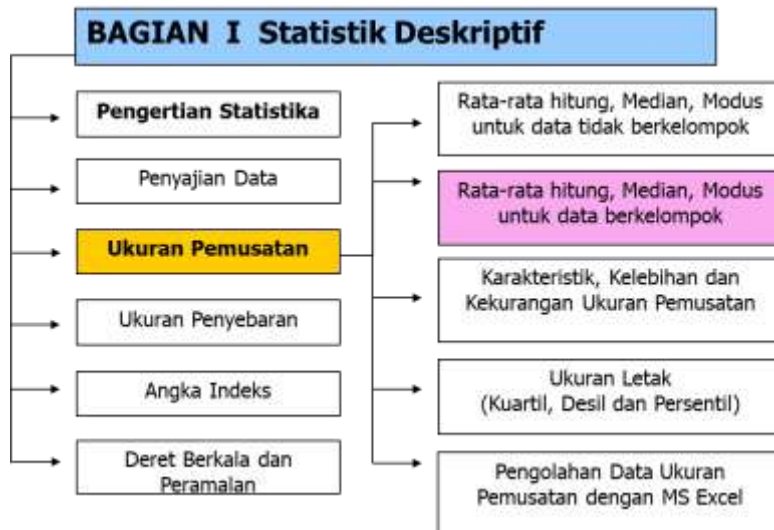 BAGIAN I Statistik Deskriptif
Pengertian Statistika
Penyajian Data
Ukuran Pemusatan
Ukuran Penyebaran
Angka Indeks
Deret Berkala dan
Peramalan
Rata-rata hitung, Median, Modus
untuk data tidak berkelompok
Rata-rata hitung, Median, Modus
untuk data berkelompok
Karakteristik, Kelebihan dan
Kekurangan Ukuran Pemusatan
Ukuran Letak
(Kuartil, Desil dan Persentil)
Pengolahan Data Ukuran
Pemusatan dengan MS Excel